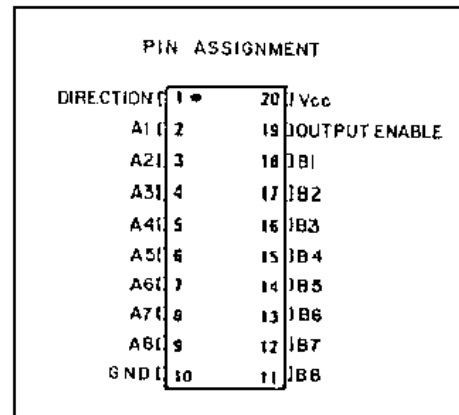 PIN ASSIGNMENT
DIRECTION 1 20 Vcc
A1 2 19 OUTPUT ENABLE
A2 3 18 B1
A3 4 17 B2
A4 5 16 B3
A5 6 15 B4
A6 7 14 B5
A7 8 13 B6
A8 9 12 B7
GND 10 11 B8